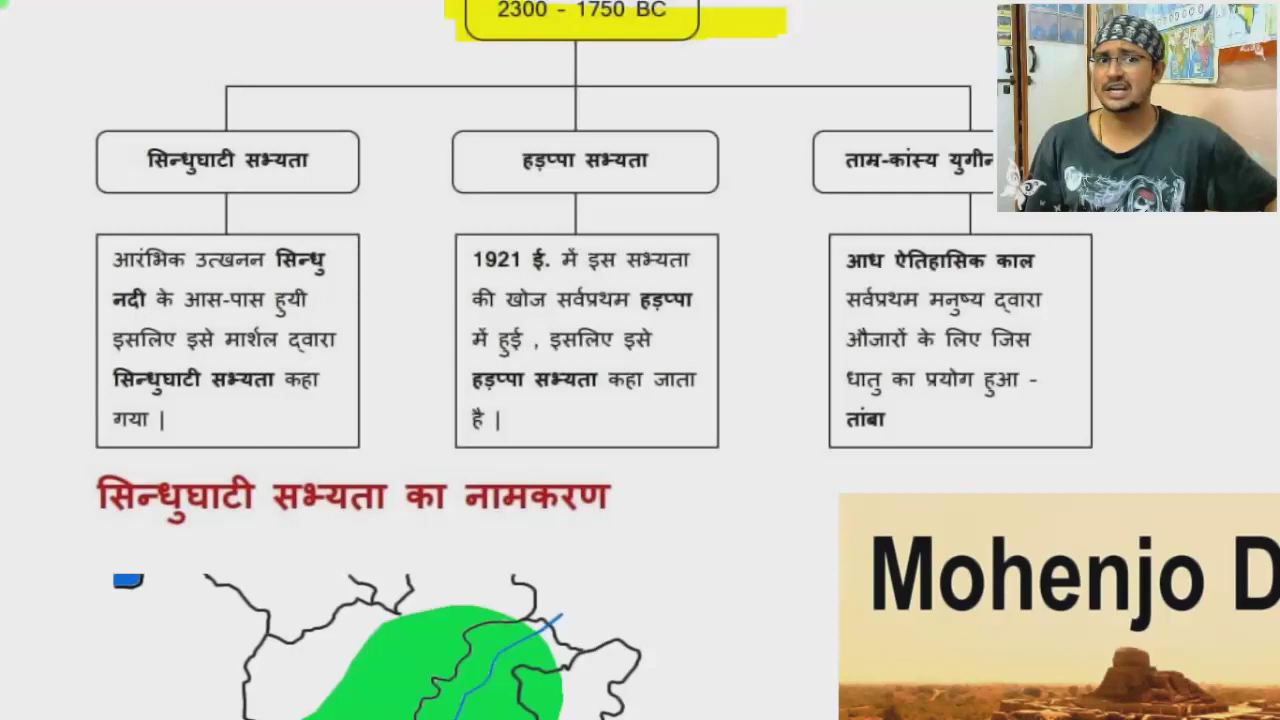 2300 - 1750 BC
सिन्धुघाटी सभ्यता
हड़प्पा सभ्यता
ताम्र-कांस्य युगीन
आरंभिक उत्खनन सिन्धु
नदी के आस-पास हुयी
इसलिए इसे मार्शल द्वारा
सिन्धुघाटी सभ्यता कहा
गया |
1921 ई. में इस सभ्यता
की खोज सर्वप्रथम हड़प्पा
में हुई , इसलिए इसे
हड़प्पा सभ्यता कहा जाता
है |
आध ऐतिहासिक काल
सर्वप्रथम मनुष्य द्वारा
औजारों के लिए जिस
धातु का प्रयोग हुआ -
तांबा
सिन्धुघाटी सभ्यता का नामकरण
Mohenjo D